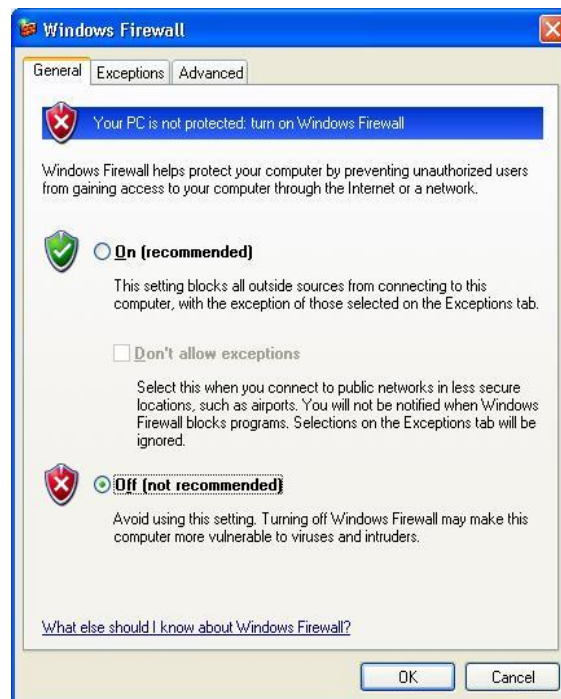 Windows Firewall
General
Exceptions
Advanced
Your PC is not protected: turn on Windows Firewall
Windows Firewall helps protect your computer by preventing unauthorized users
from gaining access to your computer through the Internet or a network.
On (recommended)
This setting blocks all outside sources from connecting to this
computer, with the exception of those selected on the Exceptions tab.
Don't allow exceptions
Select this when you connect to public networks in less secure
locations, such as airports. You will not be notified when Windows
Firewall blocks programs. Selections on the Exceptions tab will be
ignored.
Off (not recommended)
Avoid using this setting. Turning off Windows Firewall may make this
computer more vulnerable to viruses and intruders.
What else should I know about Windows Firewall?
OK
Cancel